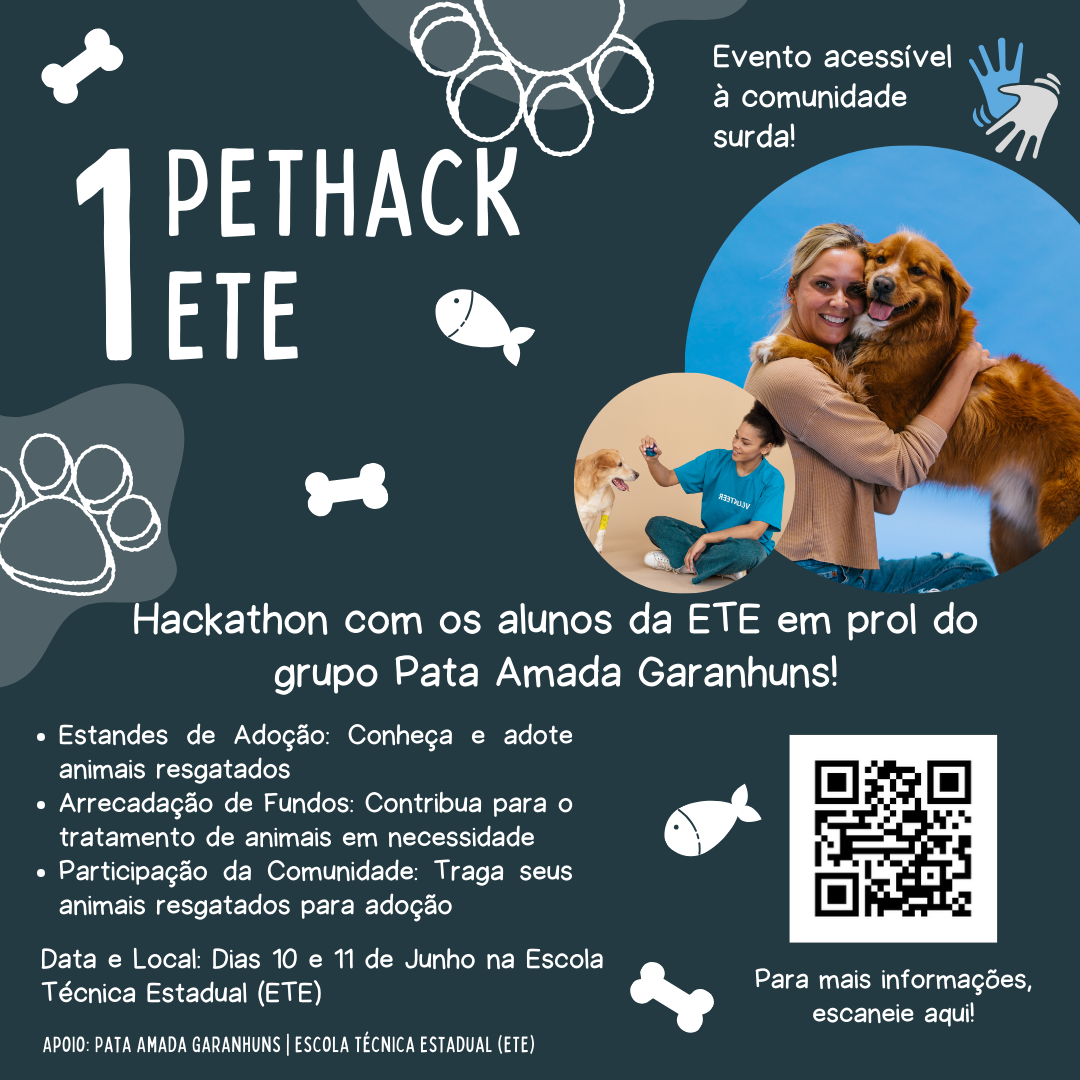 Evento acessível
à comunidade
surda!
1 PETHACK
ETE
VOLUNTEER
Hackathon com os alunos da ETE em prol do
grupo Pata Amada Garanhuns!
• Estandes de Adoção: Conheça e adote
animais resgatados
• Arrecadação de Fundos: Contribua para o
tratamento de animais em necessidade
• Participação da Comunidade: Traga seus
animais resgatados para adoção
Data e Local: Dias 10 e 11 de Junho na Escola
Técnica Estadual (ETE)
APOIO: PATA AMADA GARANHUNS | ESCOLA TÉCNICA ESTADUAL (ETE)
Para mais informações,
escaneie aqui!